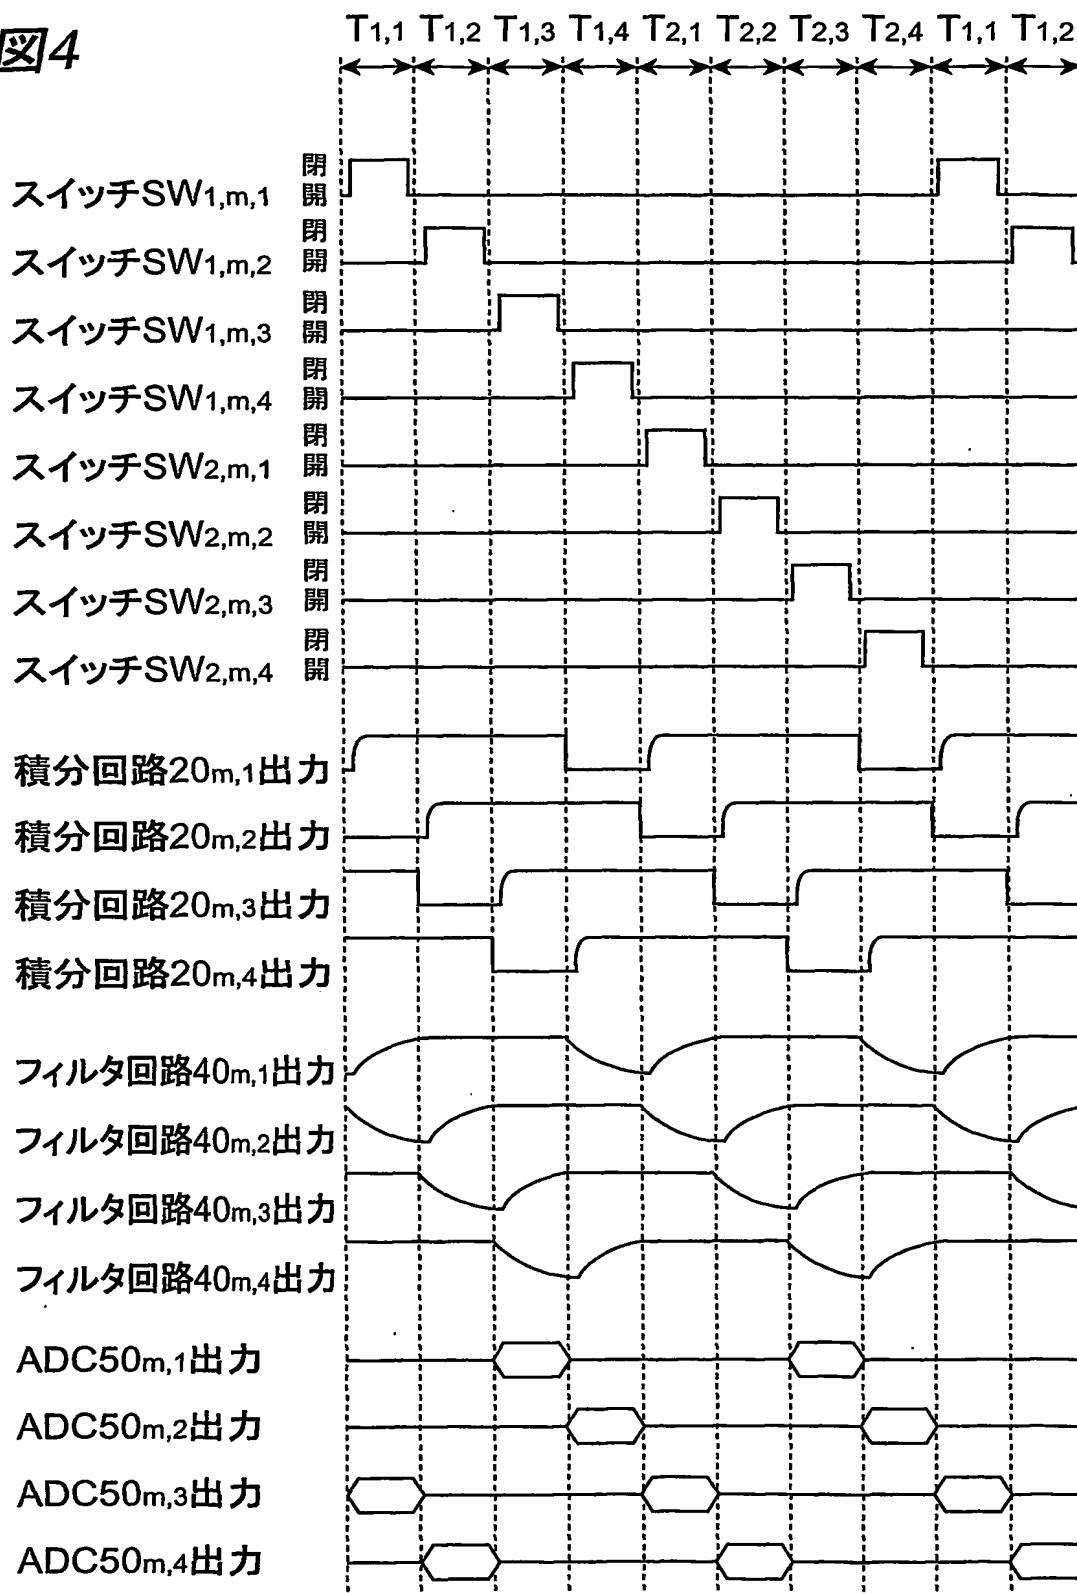 図4
T1,1 T1,2 T1,3 T1,4 T2,1 T2,2 T2,3 T2,4 T1,1 T1,2
スイッチSW1,m,1 閉 開
スイッチSW1,m,2 閉 開
スイッチSW1,m,3 閉 開
スイッチSW1,m,4 閉 開
スイッチSW2,m,1 閉 開
スイッチSW2,m,2 閉 開
スイッチSW2,m,3 閉 開
スイッチSW2,m,4 閉 開
積分回路20m,1出力
積分回路20m,2出力
積分回路20m,3出力
積分回路20m,4出力
フィルタ回路40m,1出力
フィルタ回路40m,2出力
フィルタ回路40m,3出力
フィルタ回路40m,4出力
ADC50m,1出力
ADC50m,2出力
ADC50m,3出力
ADC50m,4出力